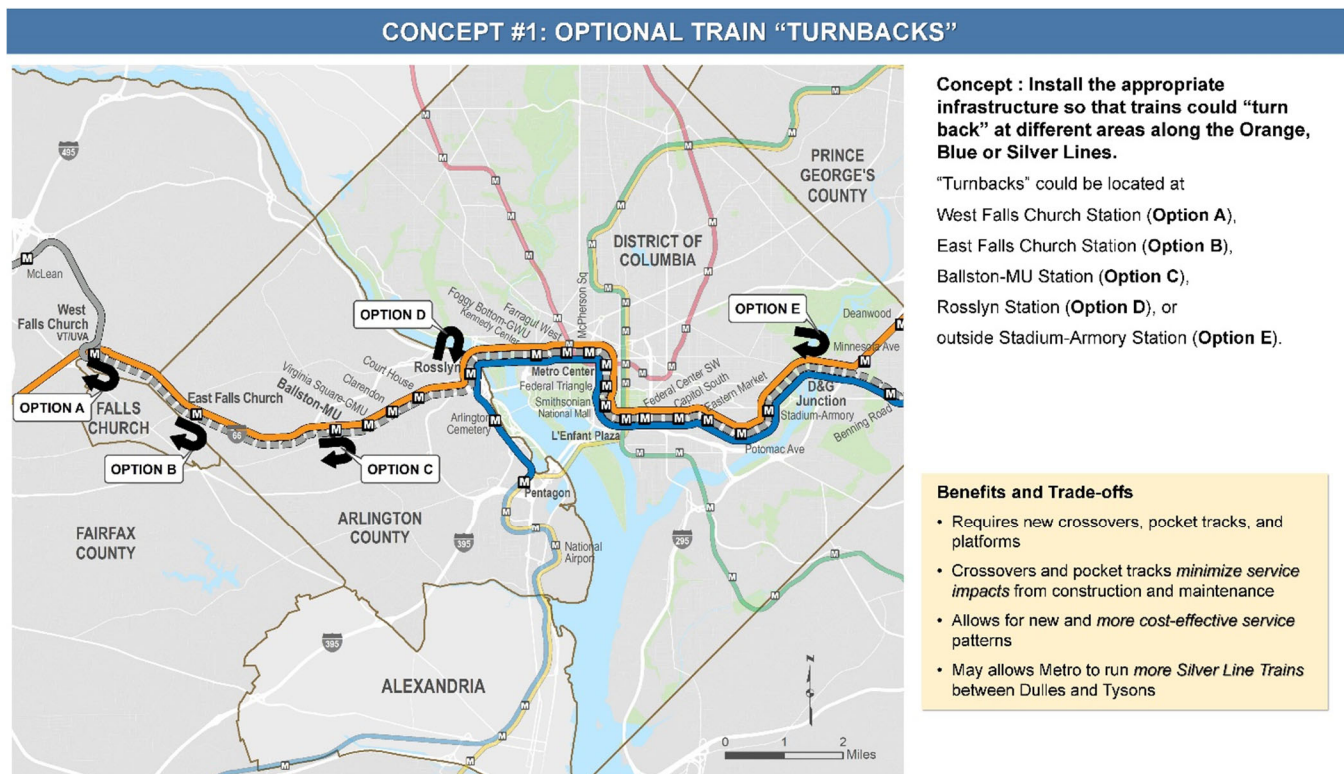 CONCEPT #1: OPTIONAL TRAIN “TURNBACKS”
Concept : Install the appropriate
infrastructure so that trains could “turn
back” at different areas along the Orange,
Blue or Silver Lines.
“Turnbacks” could be located at
West Falls Church Station (Option A),
East Falls Church Station (Option B),
Ballston-MU Station (Option C),
Rosslyn Station (Option D), or
outside Stadium-Armory Station (Option E).
Benefits and Trade-offs
• Requires new crossovers, pocket tracks, and
platforms
• Crossovers and pocket tracks minimize service
impacts from construction and maintenance
• Allows for new and more cost-effective service
patterns
• May allows Metro to run more Silver Line Trains
between Dulles and Tysons
495
PRINCE
GEORGE'S
COUNTY
DISTRICT OF
COLUMBIA
M
McLean
West
Falls Church
VT/UVA
OPTION A
FALLS
CHURCH
East Falls Church
66
OPTION B
Virginia Square-GMU
Ballston-MU
Clarendon
Court House
OPTION C
OPTION D
Rosslyn
Foggy Bottom-GWU
Kennedy Center
Farragut West
McPherson Sq
Metro Center
Federal Triangle
Smithsonian
National Mall
L'Enfant Plaza
Federal Center SW
Capitol South
Eastern Market
Potomac Ave
OPTION E
Deanwood
Minnesota Ave
D&G
Junction
Stadium-Armory
Benning Road
Arlington
Cemetery
Pentagon
FAIRFAX
COUNTY
ARLINGTON
COUNTY
395
National
Airport
295
395
ALEXANDRIA
N
0 1 2
Miles